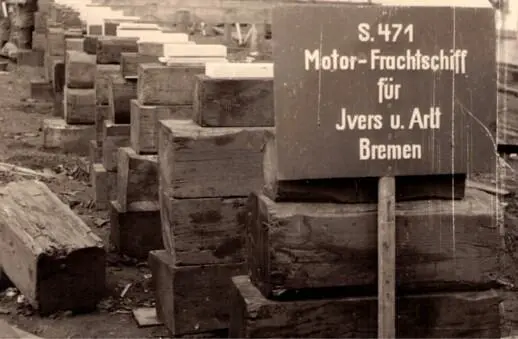 S.471
Motor-Frachtschiff
für
Jvers u. Arlt
Bremen